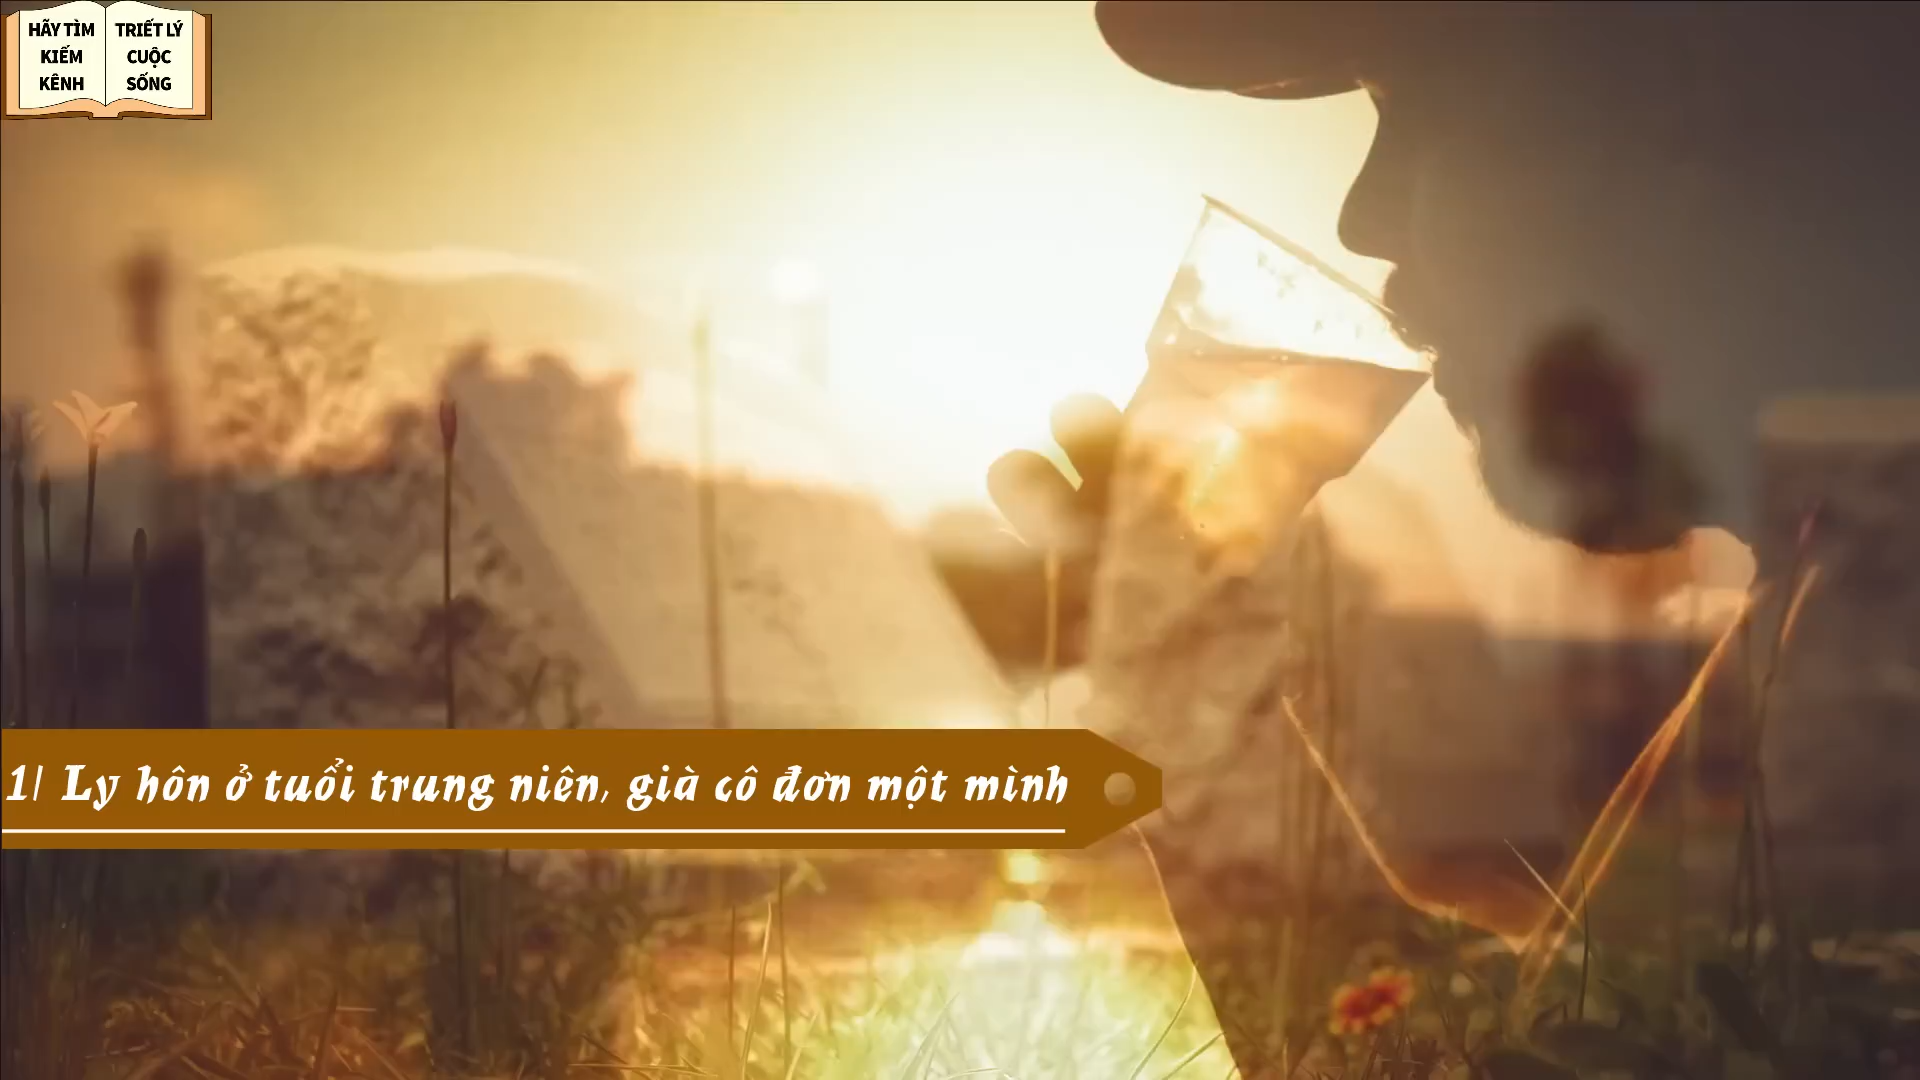 HÃY TÌM
KIẾM
KÊNH
TRIẾT LÝ
CUỘC
SỐNG
1| Ly hôn ở tuổi trung niên, già cô đơn một mình